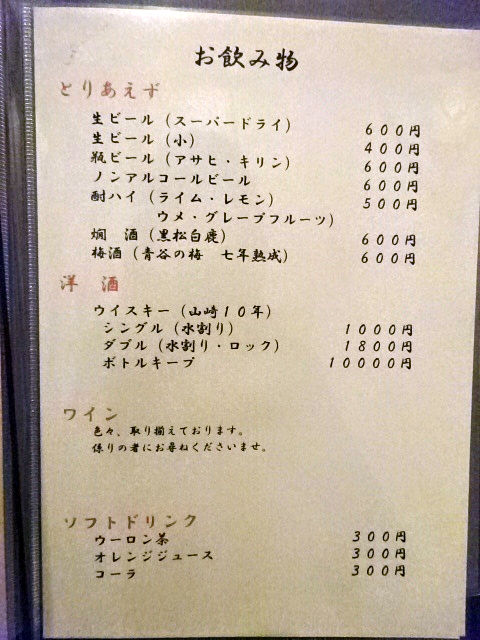 お飲み物
とりあえず
生ビール（スーパードライ） 600円
生ビール（小） 400円
瓶ビール（アサヒ・キリン） 600円
ノンアルコールビール 600円
酎ハイ（ライム・レモン） 500円
ウメ・グレープフルーツ）
燗 酒（黒松白鹿） 600円
梅酒（青谷の梅 七年熟成） 600円
洋 酒
ウイスキー（山崎10年）
シングル（水割り） 1000円
ダブル（水割り・ロック） 1800円
ボトルキープ 10000円
ワイン
色々、取り揃えております。
係りの者にお尋ねくださいませ。
ソフトドリンク
ウーロン茶 300円
オレンジジュース 300円
コーラ 300円